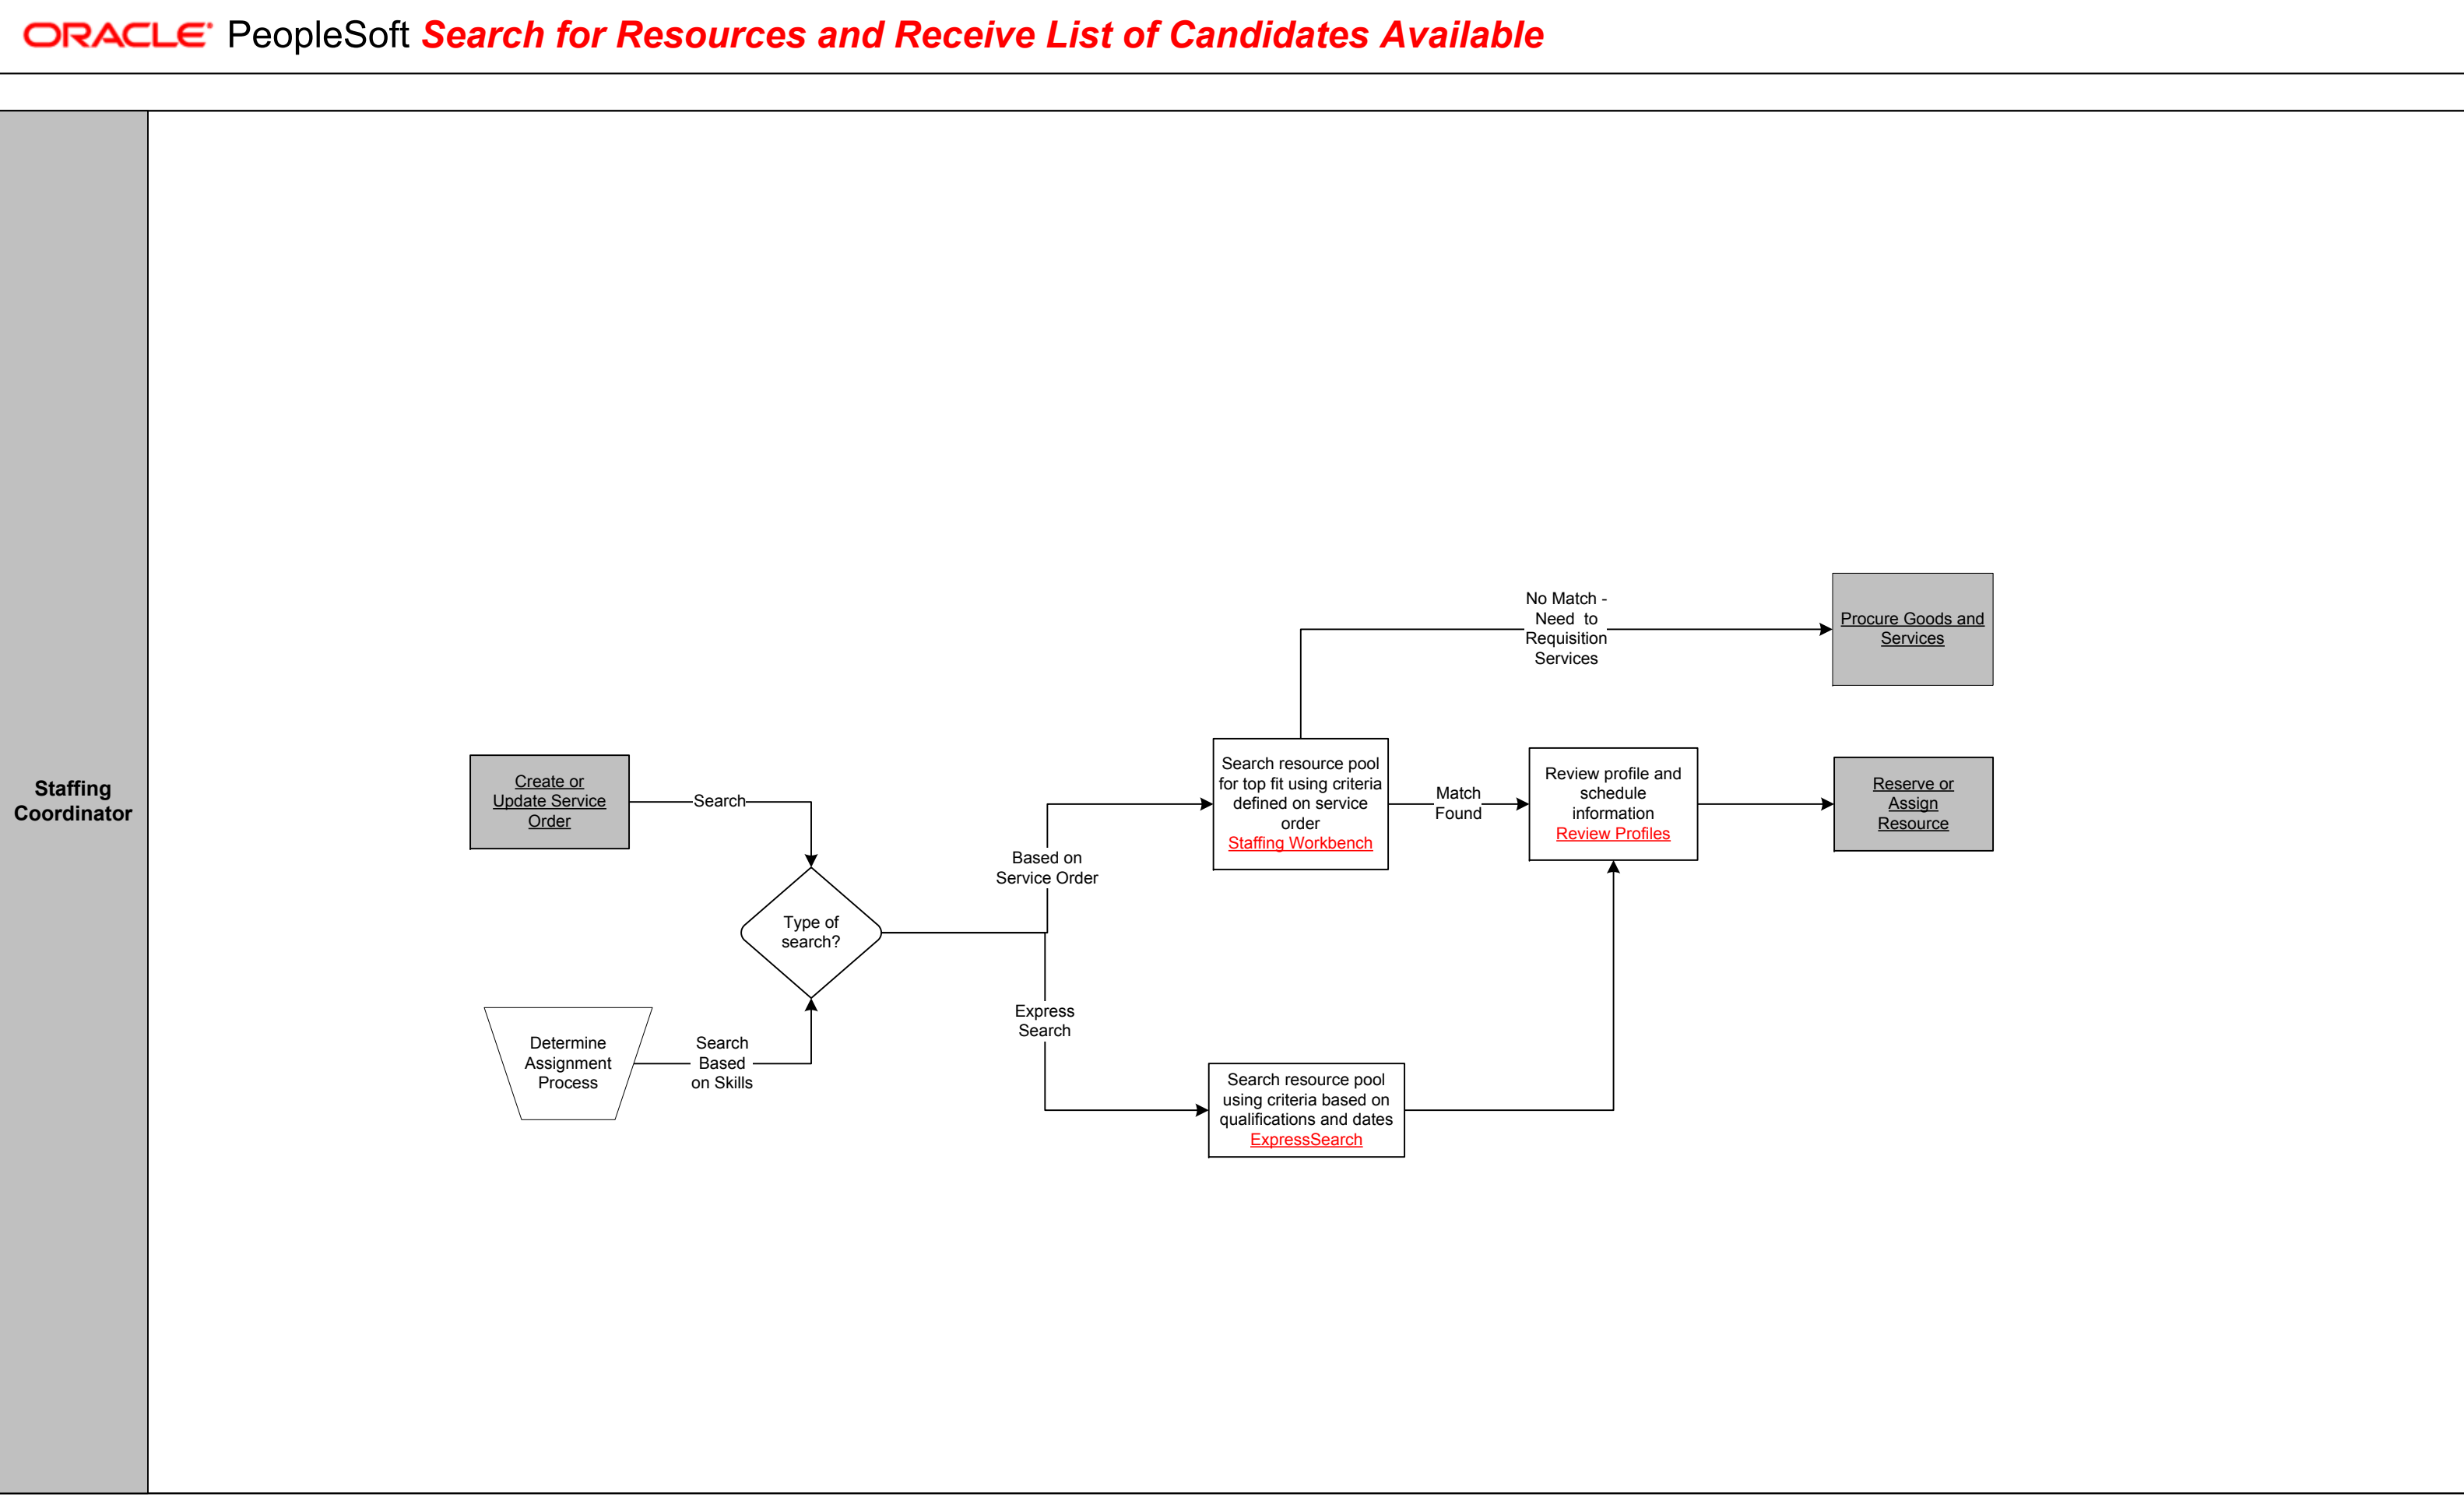 ORACLE PeopleSoft Search for Resources and Receive List of Candidates Available
Staffing
Coordinator
Create or
Update Service
Order
Search
Type of
search?
Determine
Assignment
Process
Search
Based
on Skills
Based on
Service Order
Express
Search
Search resource pool
for top fit using criteria
defined on service
order
Staffing Workbench
Search resource pool
using criteria based on
qualifications and dates
ExpressSearch
No Match -
Need to
Requisition
Services
Match
Found
Review profile and
schedule
information
Review Profiles
Procure Goods and
Services
Reserve or
Assign
Resource